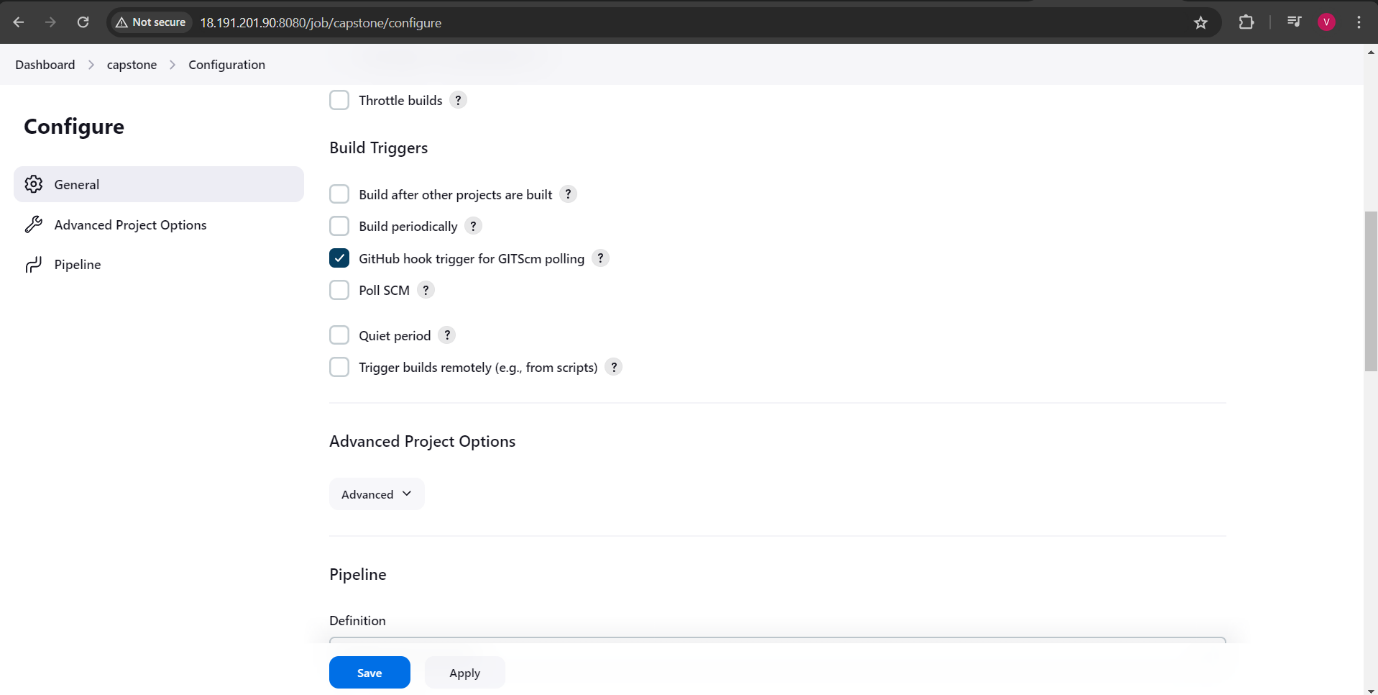 Not secure
18.191.201.90:8080/job/capstone/configure
V
Dashboard
capstone
Configuration
Configure
General
Advanced Project Options
Pipeline
Throttle builds ?
Build Triggers
Build after other projects are built ?
Build periodically ?
GitHub hook trigger for GITScm polling ?
Poll SCM ?
Quiet period ?
Trigger builds remotely (e.g., from scripts) ?
Advanced Project Options
Advanced
Pipeline
Definition
Save
Apply